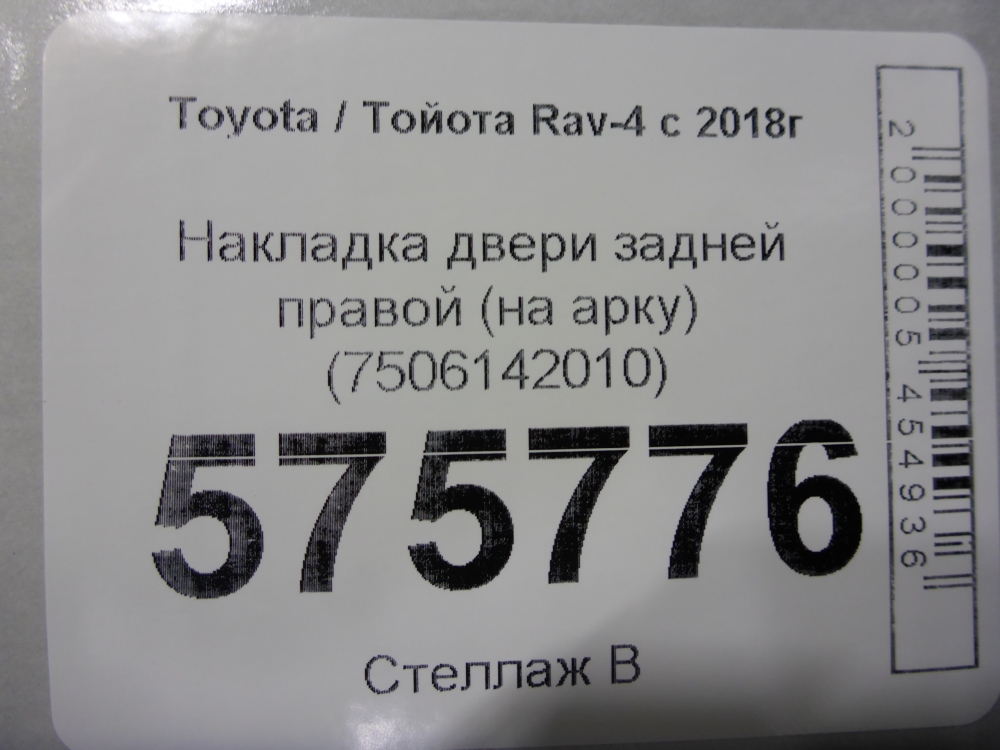 Toyota / Тойота Rav-4 с 2018г
Накладка двери задней
правой (на арку)
(7506142010)
575776
Стеллаж В
2000005454936